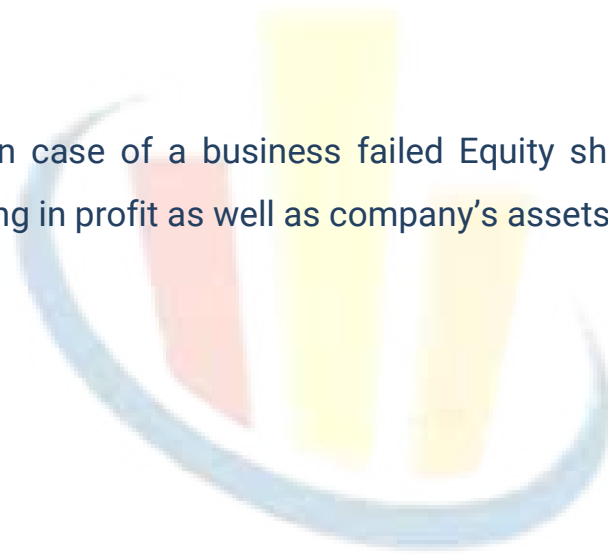 n case of a business failed Equity sh
ng in profit as well as company’s assets